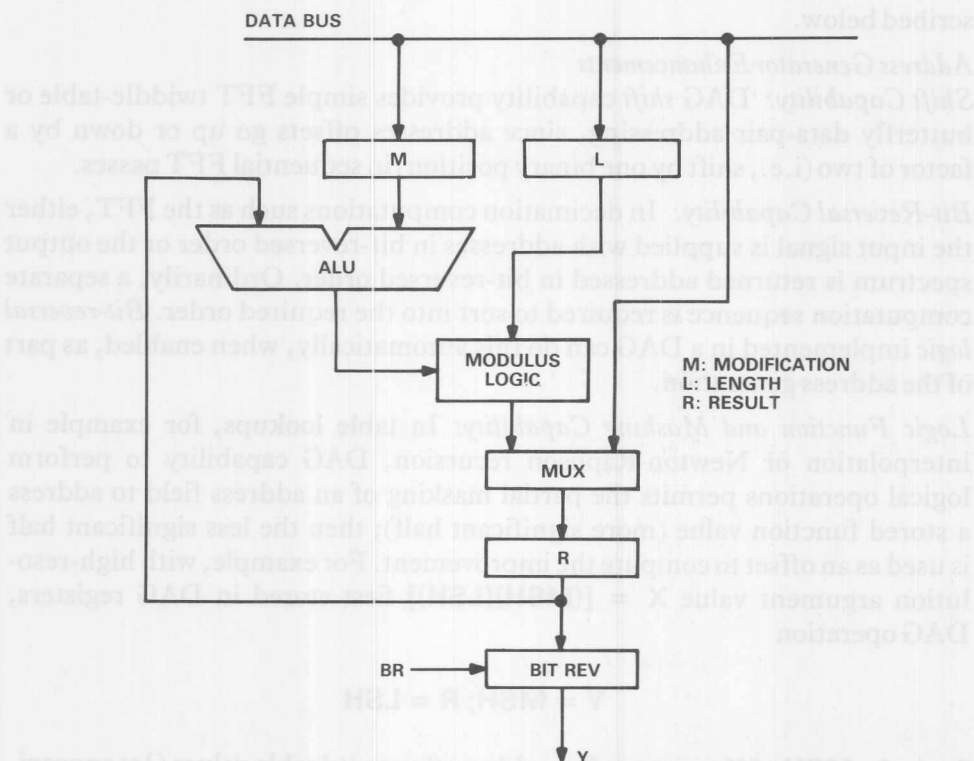 DATA BUS
M
L
ALU
MODULUS
LOGIC
M: MODIFICATION
L: LENGTH
R: RESULT
MUX
R
BR
BIT REV
Y
scribed below.
Address Generator Enhancements
Shift Capability: DAG shift capability provides simple FFT twiddle-table or
butterfly data-pair addressing, since address offsets go up or down by a
factor of two (i.e., shift by one binary position) in sequential FFT passes.
Bit-Reversal Capability: In decimation computations such as the FFT, either
the input signal is supplied with addresses in bit-reversed order or the output
spectrum is returned addressed in bit-reversed order. Ordinarily, a separate
computation sequence is required to sort into the required order. Bit-reversal
logic implemented in a DAG can do this automatically, when enabled, as part
of the address
Logic Function and Masking Capability: In table lookups, for example in
interpolation or recursion, DAG capability to perform
logical operations permits the partial masking of an address field to address
a stored function value (more significant half); then the less significant half
is used as an offset to compute the improvement. For example, with high-reso-
lution argument value X = [[MSH][LSH]] first stored in DAG registers,
DAG operation
Y = MSH; R = LSH